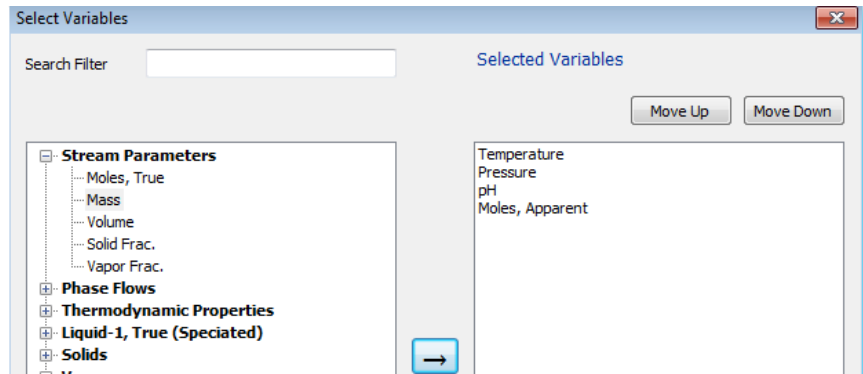 Select Variables
Search Filter
Selected Variables
Move Up
Move Down
Stream Parameters
Moles, True
Mass
Volume
Solid Frac.
Vapor Frac.
Phase Flows
Thermodynamic Properties
Liquid-1, True (Speciated)
Solids
Temperature
Pressure
pH
Moles, Apparent